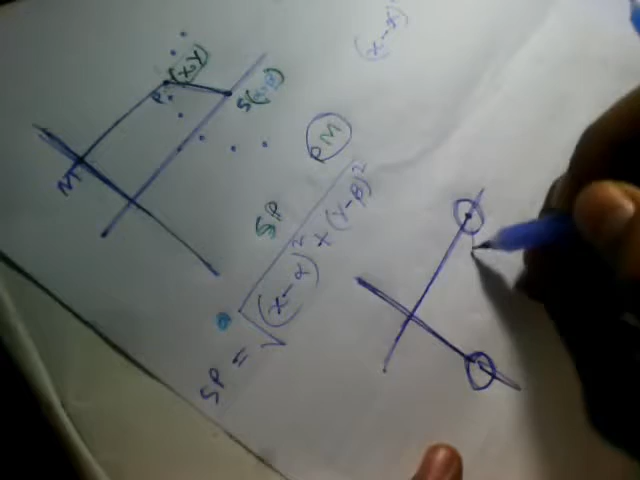 (x-α)
P (x,y)
S(α,β)
M
PM
SP
SP = √(x-α)² + (y-β)²